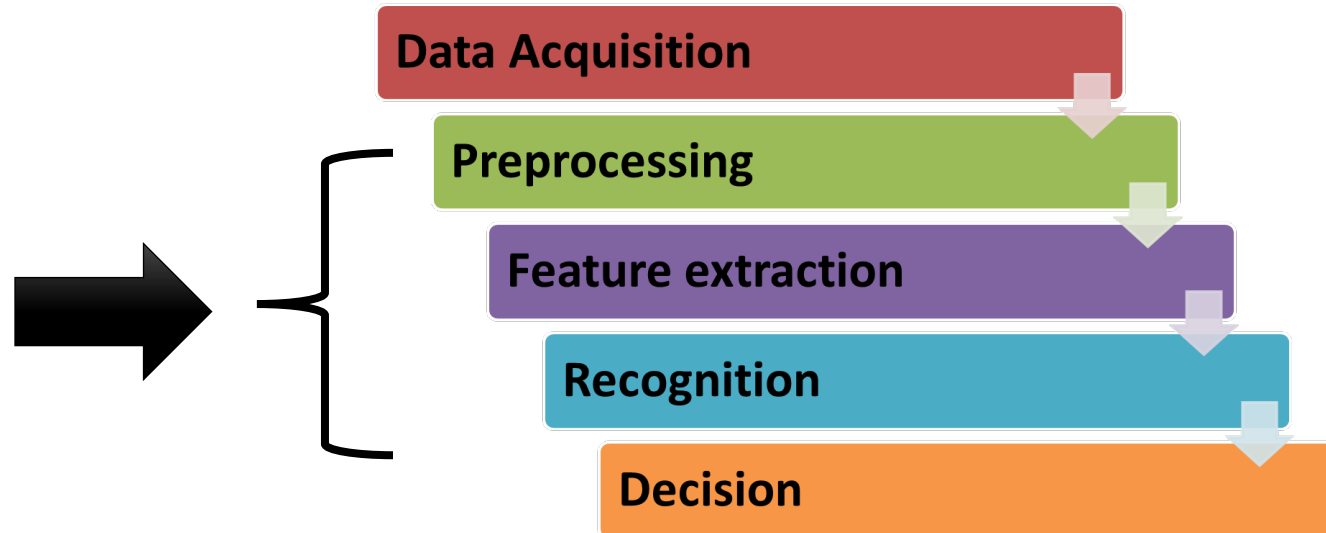 Data Acquisition
Preprocessing
Feature extraction
Recognition
Decision